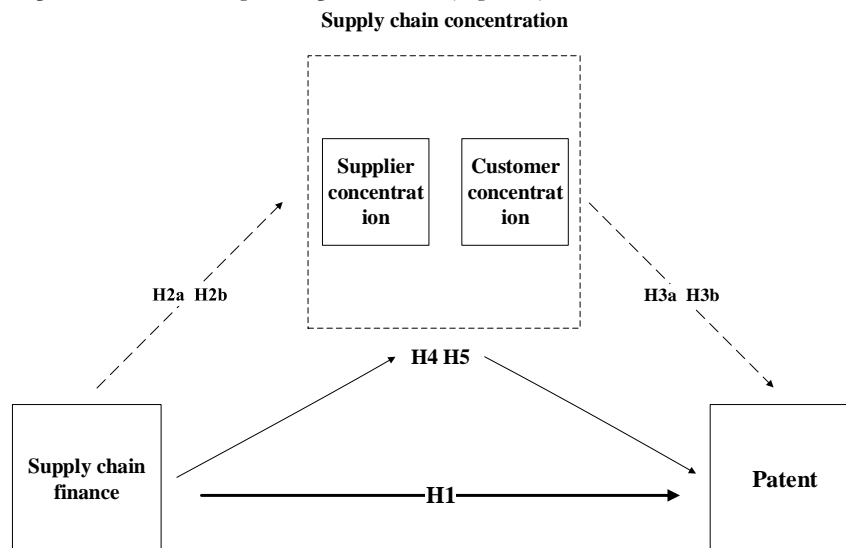 Supply chain concentration
Supplier
concentrat
ion
Customer
concentrat
ion
H2a H2b
H3a H3b
H4 H5
Supply chain
finance
H1
Patent